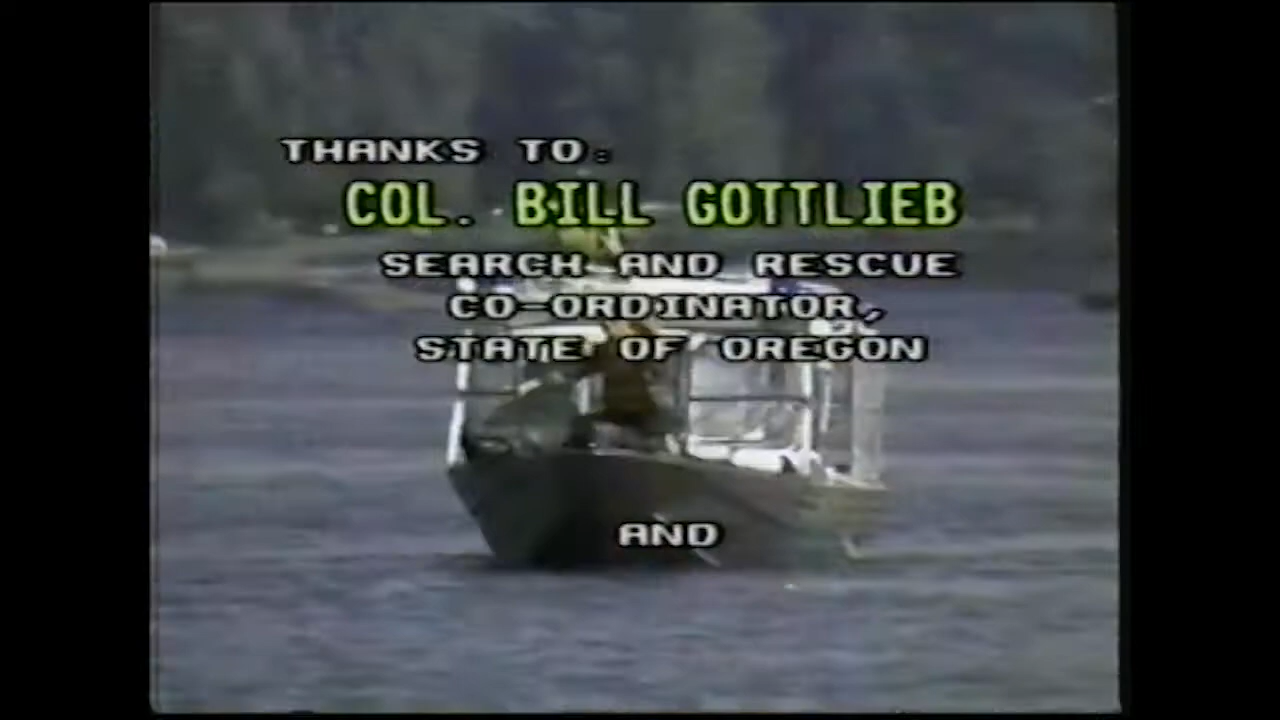 THANKS TO:
COL. BILL GOTTLIEB
SEARCH AND RESCUE
CO-ORDINATOR,
STATE OF OREGON
AND